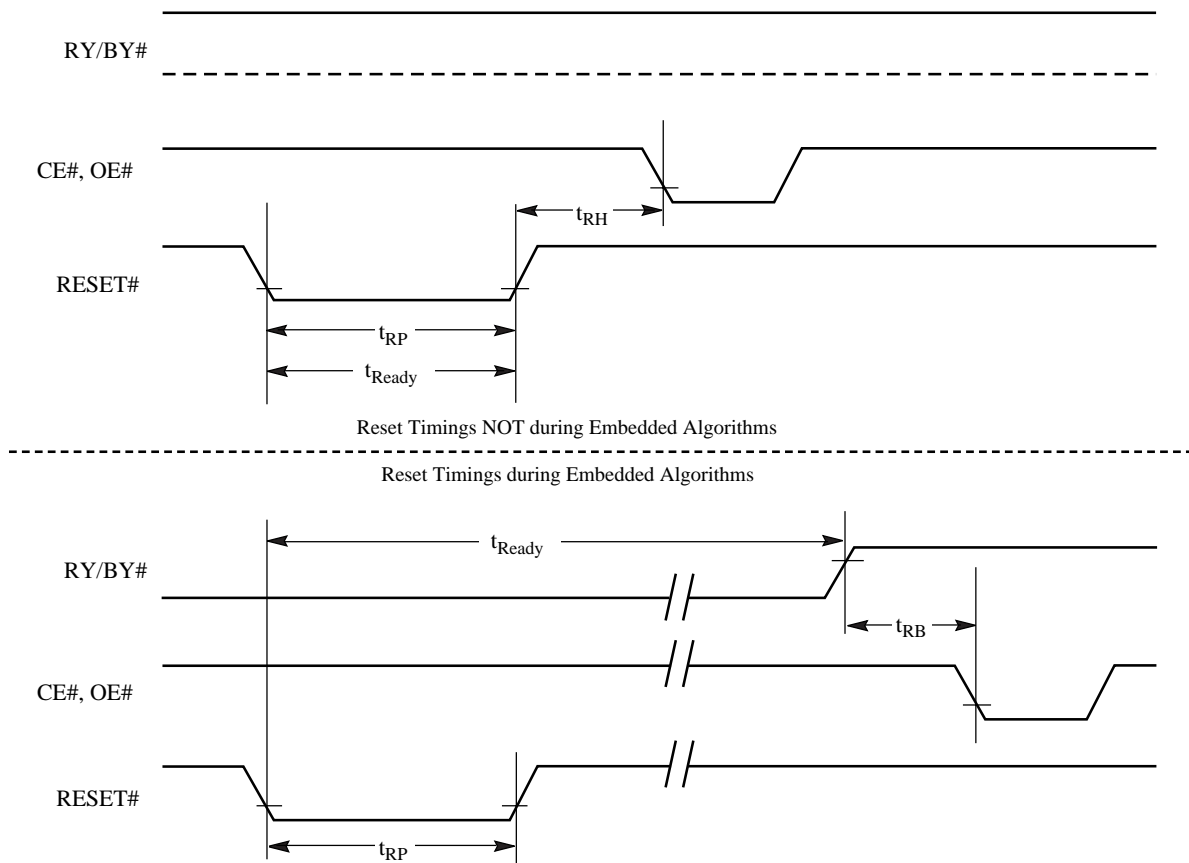 RY/BY#
CE#, OE#
tRH
RESET#
tRP
tReady
Reset Timings NOT during Embedded Algorithms
Reset Timings during Embedded Algorithms
tReady
RY/BY#
tRB
CE#, OE#
RESET#
tRP